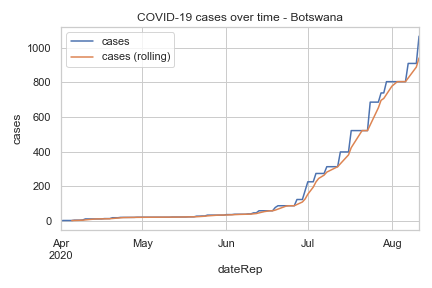 COVID-19 cases over time - Botswana
cases
cases (rolling)
1000
800
600
400
200
0
cases
Apr
2020
May
Jun
Jul
Aug
dateRep